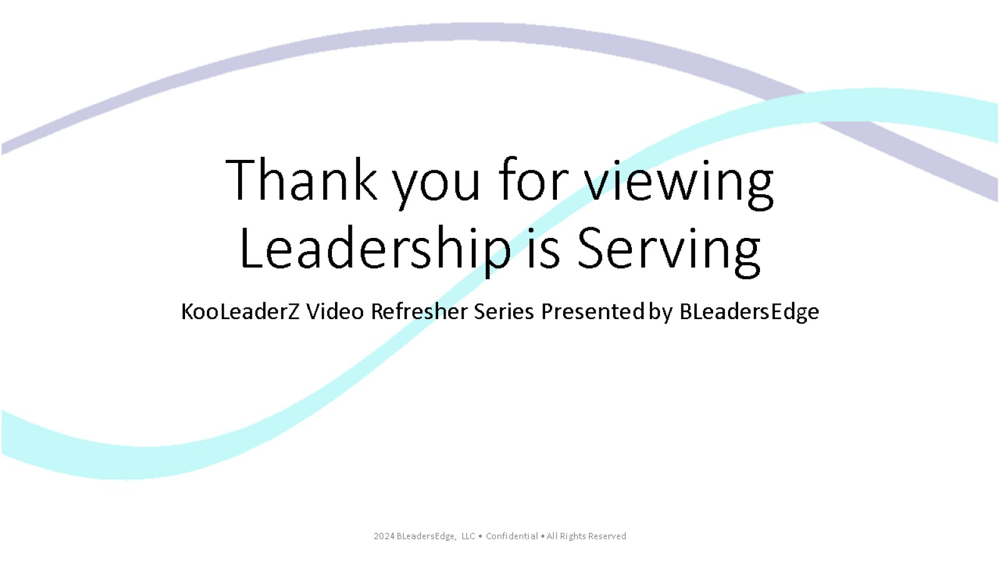 Thank you for viewing
Leadership is Serving
KooLeaderZ Video Refresher Series Presented by BLeadersEdge
2024 BLeadersEdge, LLC • Confidential • All Rights Reserved